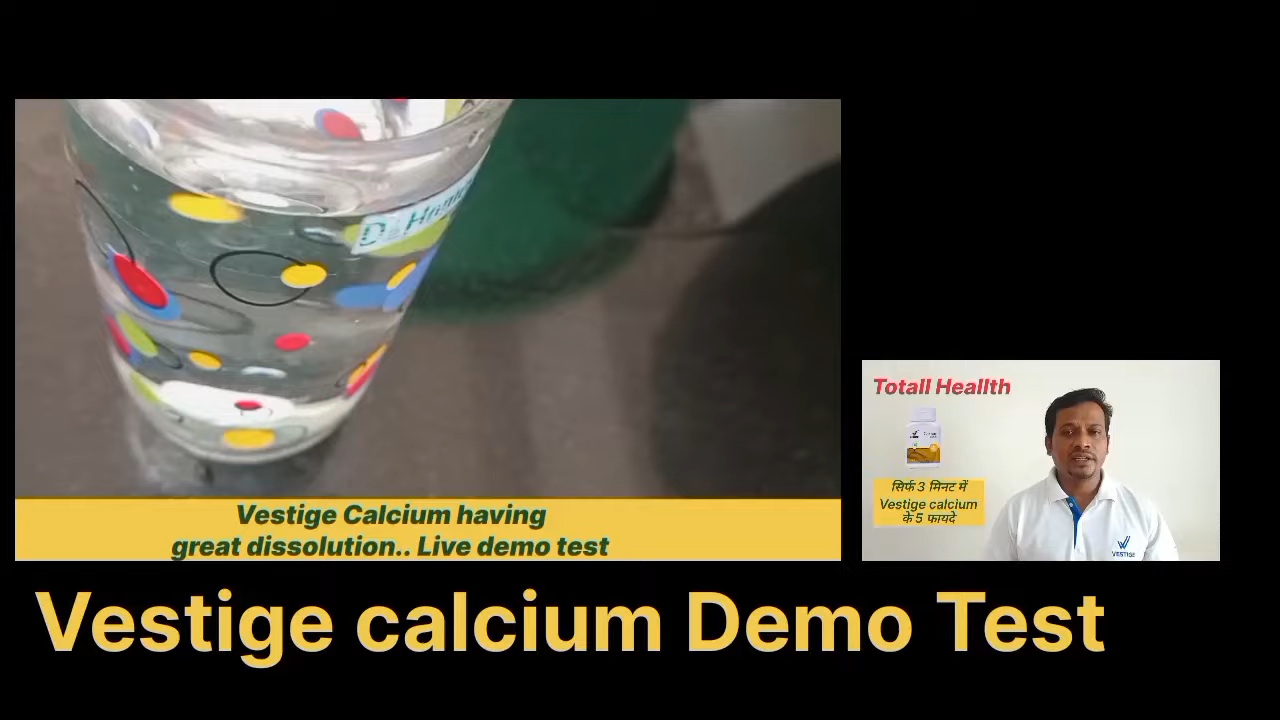 Vestige Calcium having
great dissolution.. Live demo test
Totall Heallth
सिर्फ 3 मिनट में
Vestige calcium
के 5 फायदे
VESTIGE
Vestige calcium Demo Test